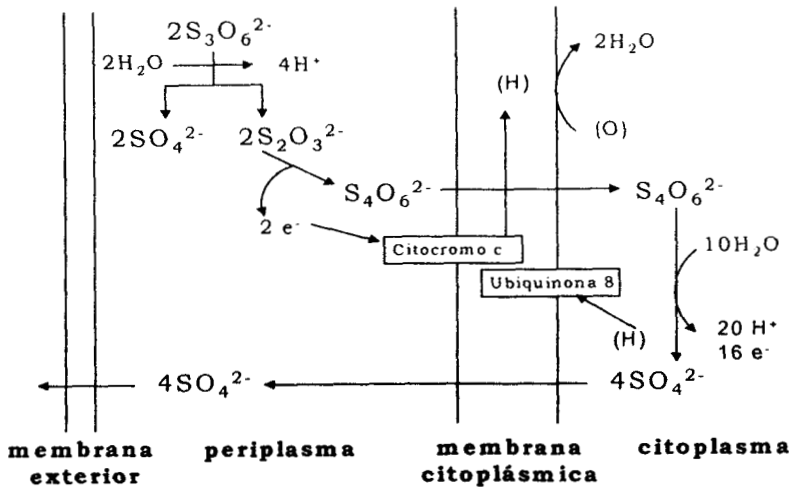 2S₃O₆²⁻
2H₂O
4H⁺
2SO₄²⁻
2S₂O₃²⁻
2 e⁻
S₄O₆²⁻
Citocromo c
(H)
2H₂O
(O)
S₄O₆²⁻
10H₂O
Ubiquinona 8
(H)
20 H⁺
16 e⁻
4SO₄²⁻
4SO₄²⁻
membrana
exterior
periplasma
membrana
citoplásmica
citoplasma